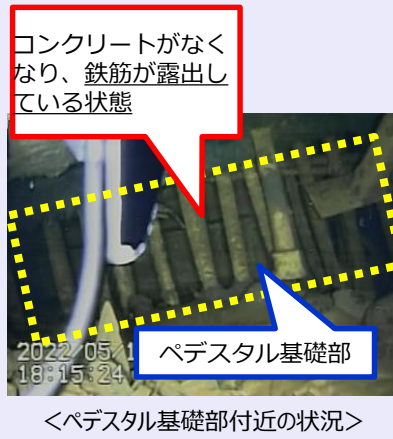 コンクリートがなく
なり、鉄筋が露出し
ている状態
ペデスタル基礎部
2022/05/1
18:15:24
<ペデスタル基礎部付近の状況>